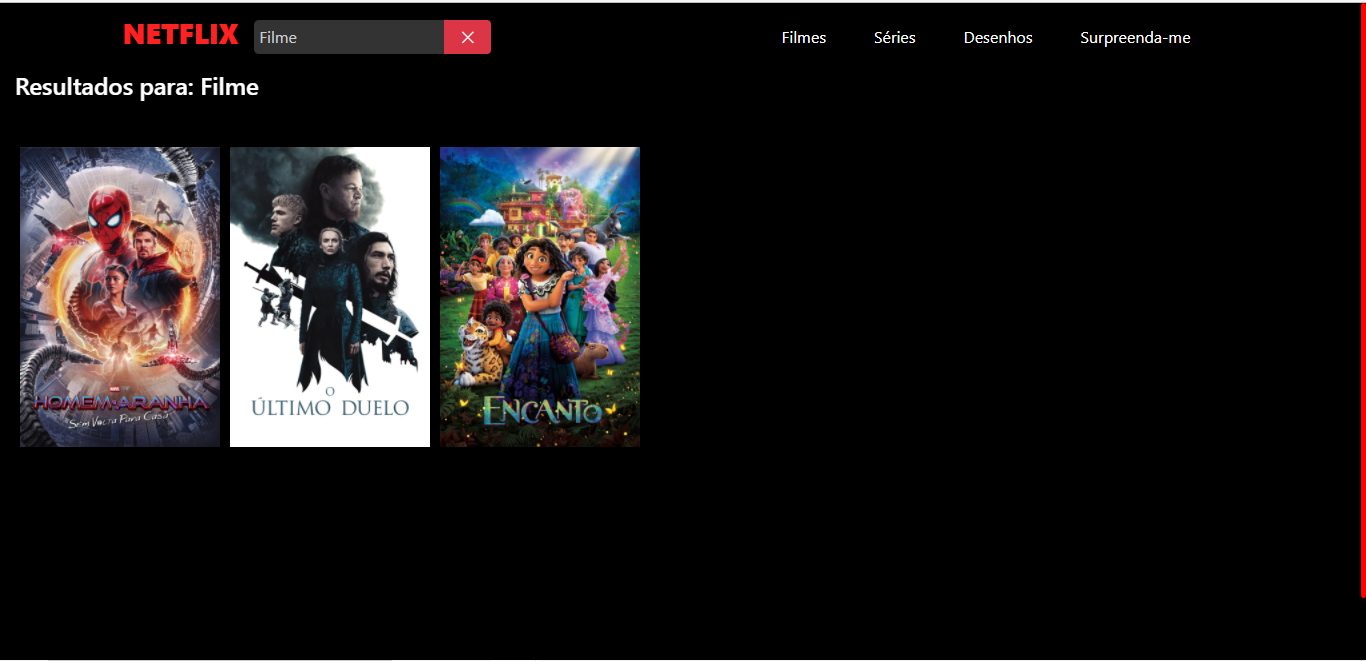 NETFLIX
Filme
Filmes
Séries
Desenhos
Surpreenda-me
Resultados para: Filme
MARVEL
HOMEM-ARANHA
Sem Volta Para Casa
O
ÚLTIMO DUELO
ENCANTO